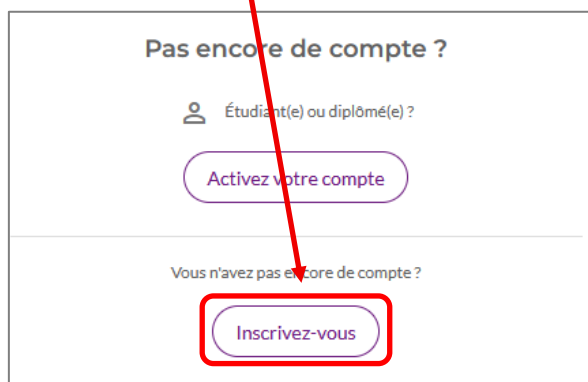 Pas encore de compte ?
Étudiant(e) ou diplômé(e) ?
Activez votre compte
Vous n'avez pas encore de compte ?
Inscrivez-vous